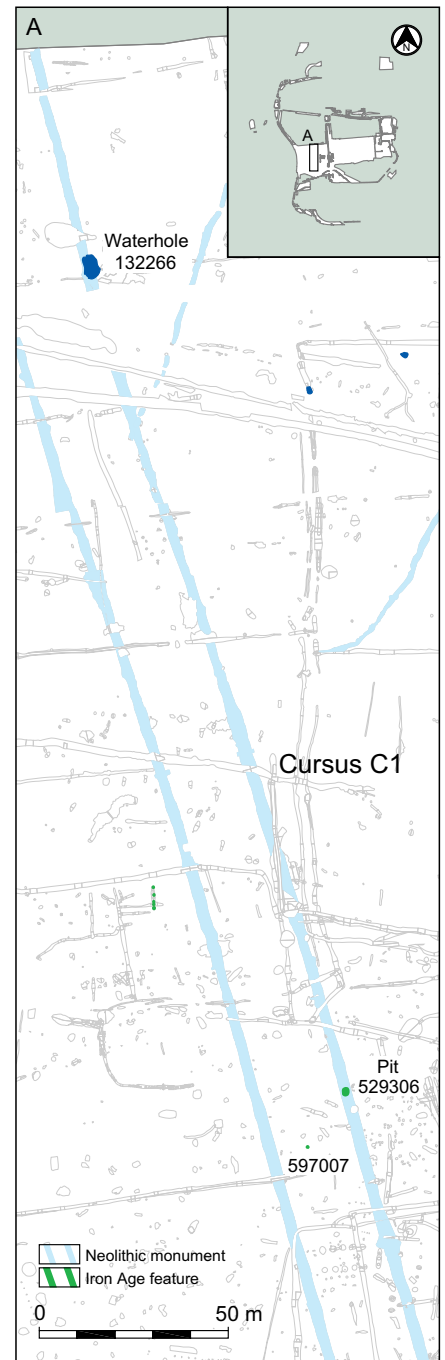 A
N
A
Waterhole
132266
Cursus C1
Pit
529306
597007
Neolithic monument
Iron Age feature
0
50 m